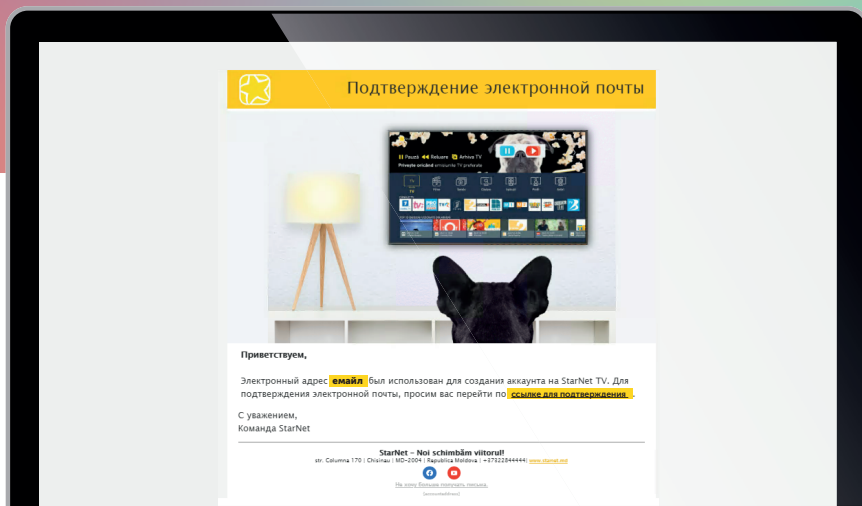 Подтверждение электронной почты
Pauză Reluare Arhiva TV
Privește oricând emisiunile TV preferate
Приветствуем,
Электронный адрес емайл был использован для создания аккаунта на StarNet TV. Для
подтверждения электронной почты, просим вас перейти по ссылке для подтверждения .
С уважением,
Команда StarNet
StarNet – Noi schimbăm viitorul!
str. Columna 170 | Chisinau | MD-2004 | Republica Moldova | +37322844444| www.starnet.md
Не хочу больше получать письма.